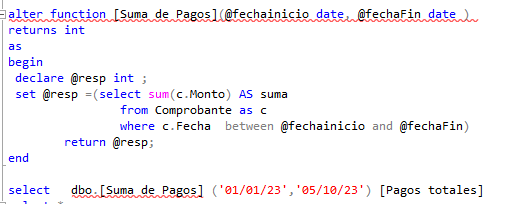 alter function [Suma de Pagos](@fechainicio date, @fechaFin date )
returns int
as
begin
declare @resp int ;
set @resp =(select sum(c.Monto) AS suma
from Comprobante as c
where c.Fecha  between @fechainicio and @fechaFin)
return @resp;
end
select   dbo.[Suma de Pagos] ('01/01/23','05/10/23') [Pagos totales]